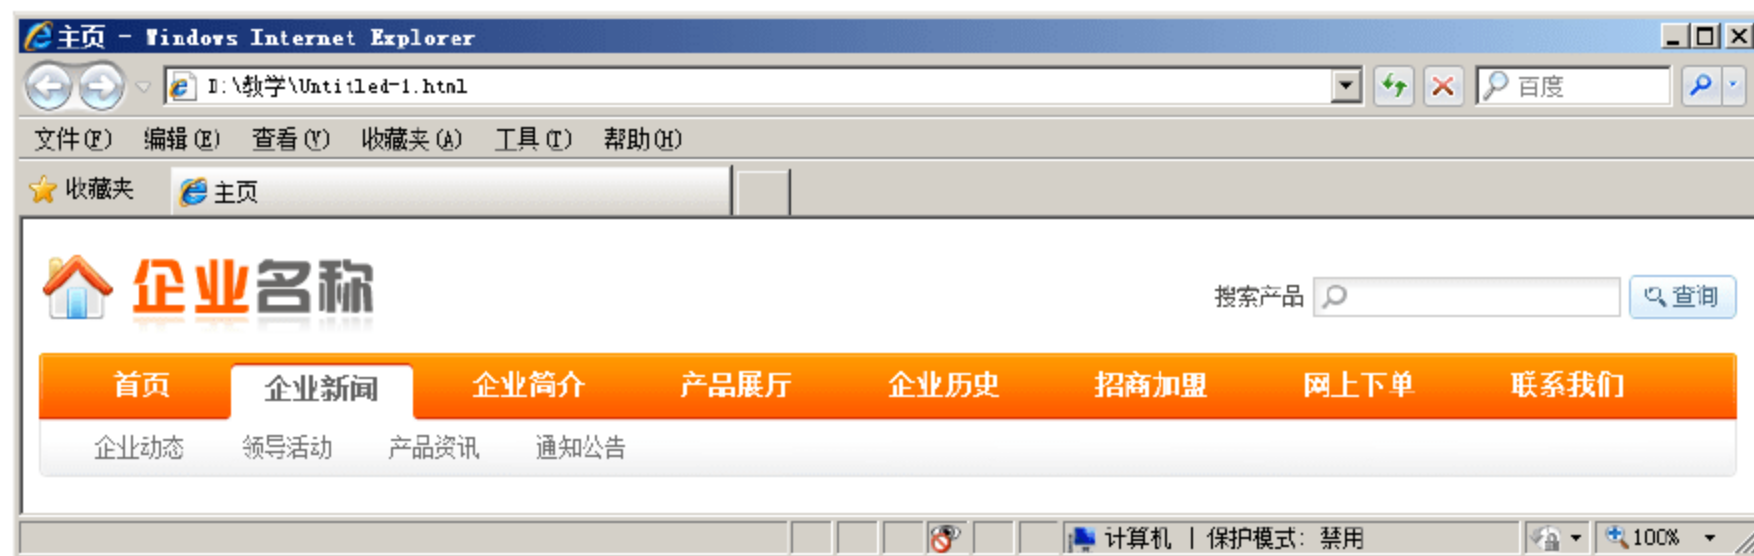 主页 - Windows Internet Explorer
D:\教学\Untitled-1.html
百度
文件(F) 编辑(E) 查看(V) 收藏夹(A) 工具(T) 帮助(H)
收藏夹 主页
企业名称
搜索产品 查询
首页 企业新闻 企业简介 产品展厅 企业历史 招商加盟 网上下单 联系我们
企业动态 领导活动 产品资讯 通知公告
计算机 | 保护模式: 禁用 100%